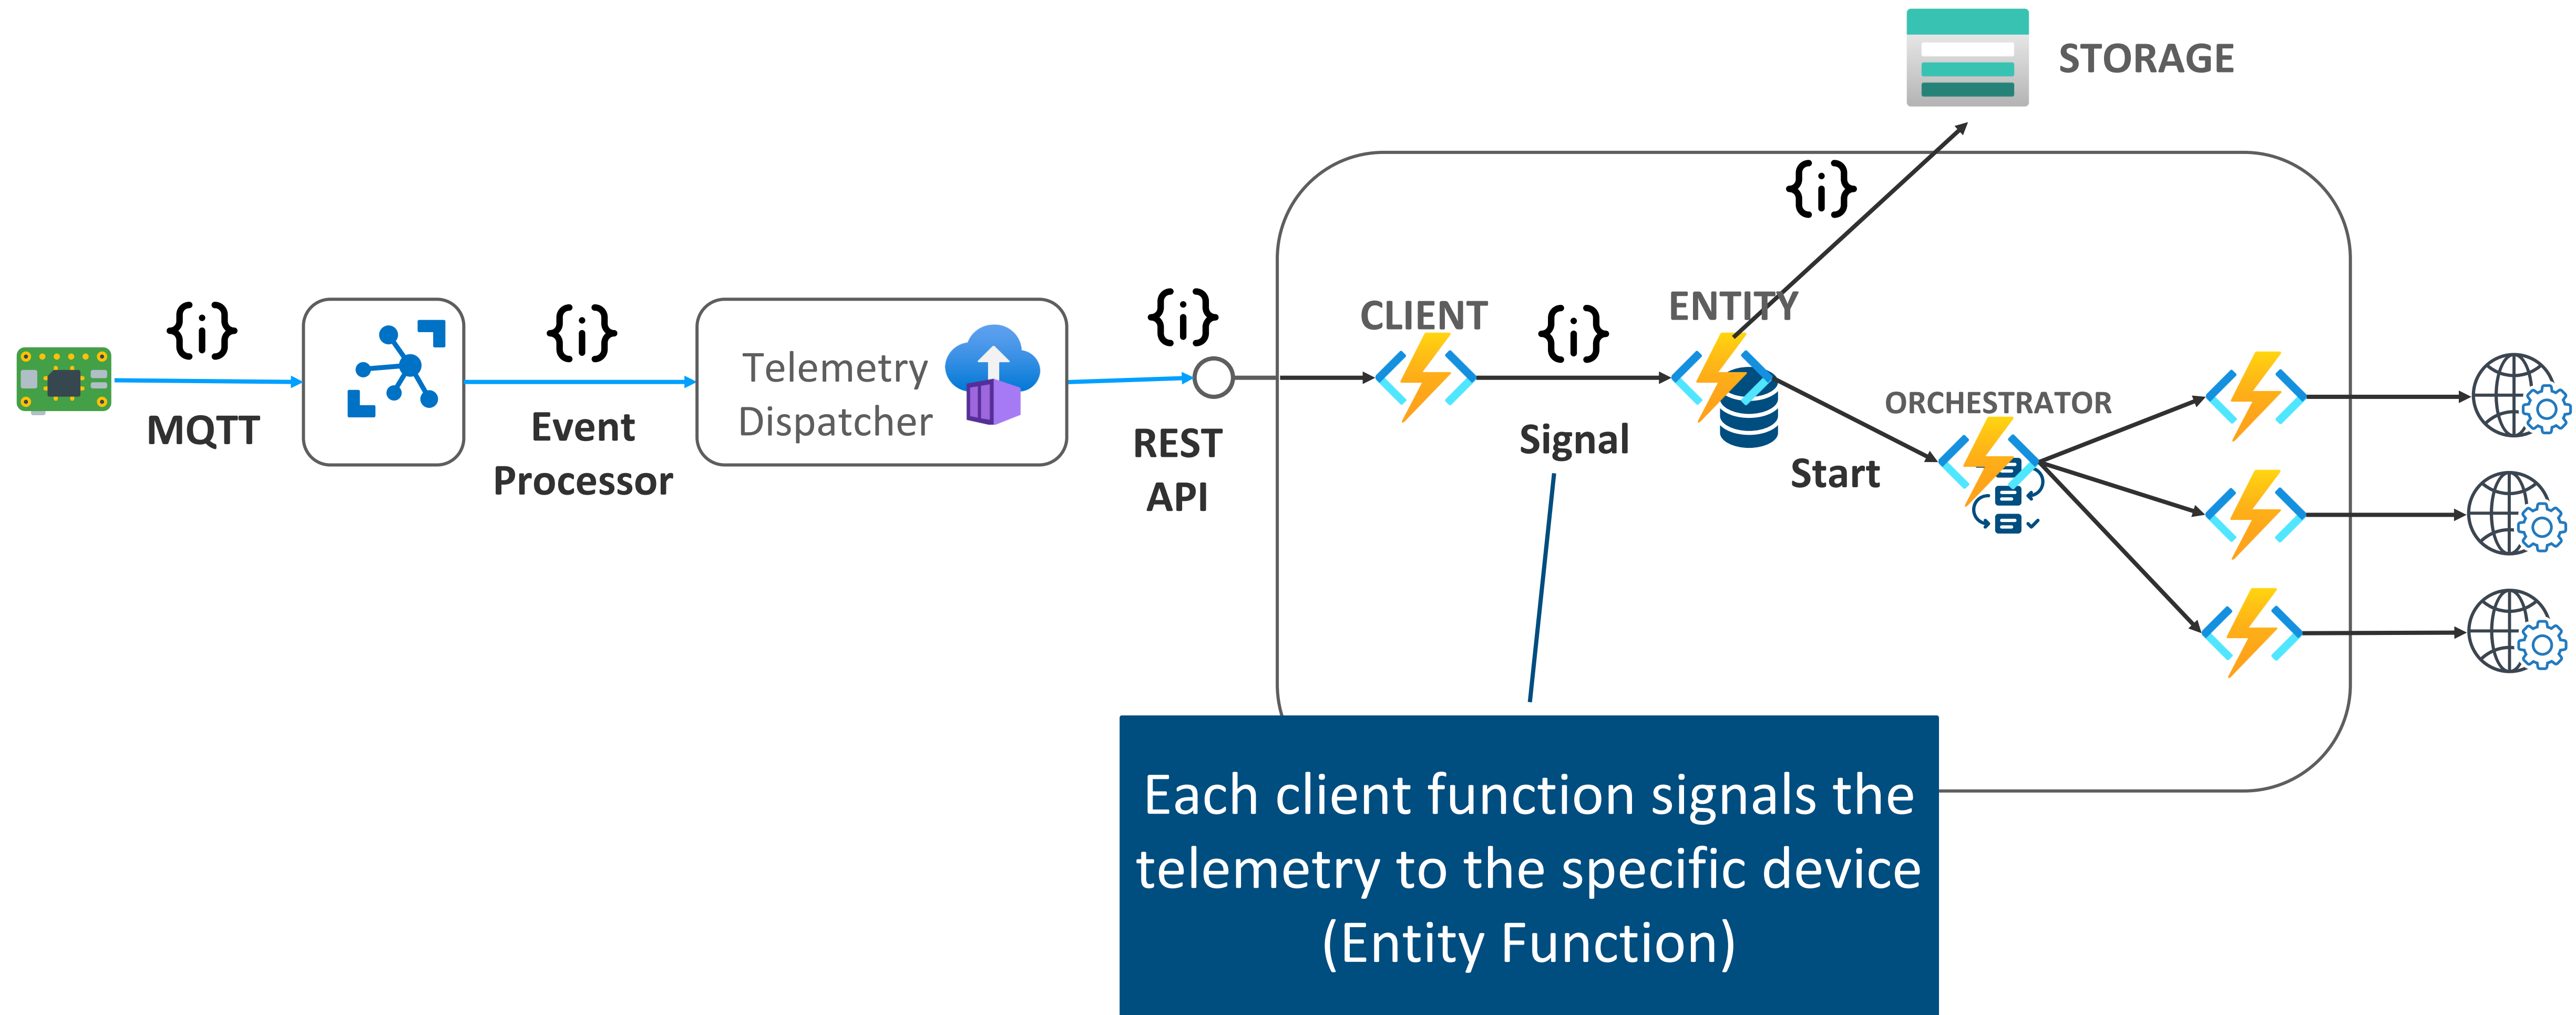 STORAGE
{i}
{i}
{i}
{i}
{i}
CLIENT
ENTITY
Telemetry
Dispatcher
ORCHESTRATOR
MQTT
Event
Processor
REST
API
Signal
Start
Each client function signals the
telemetry to the specific device
(Entity Function)